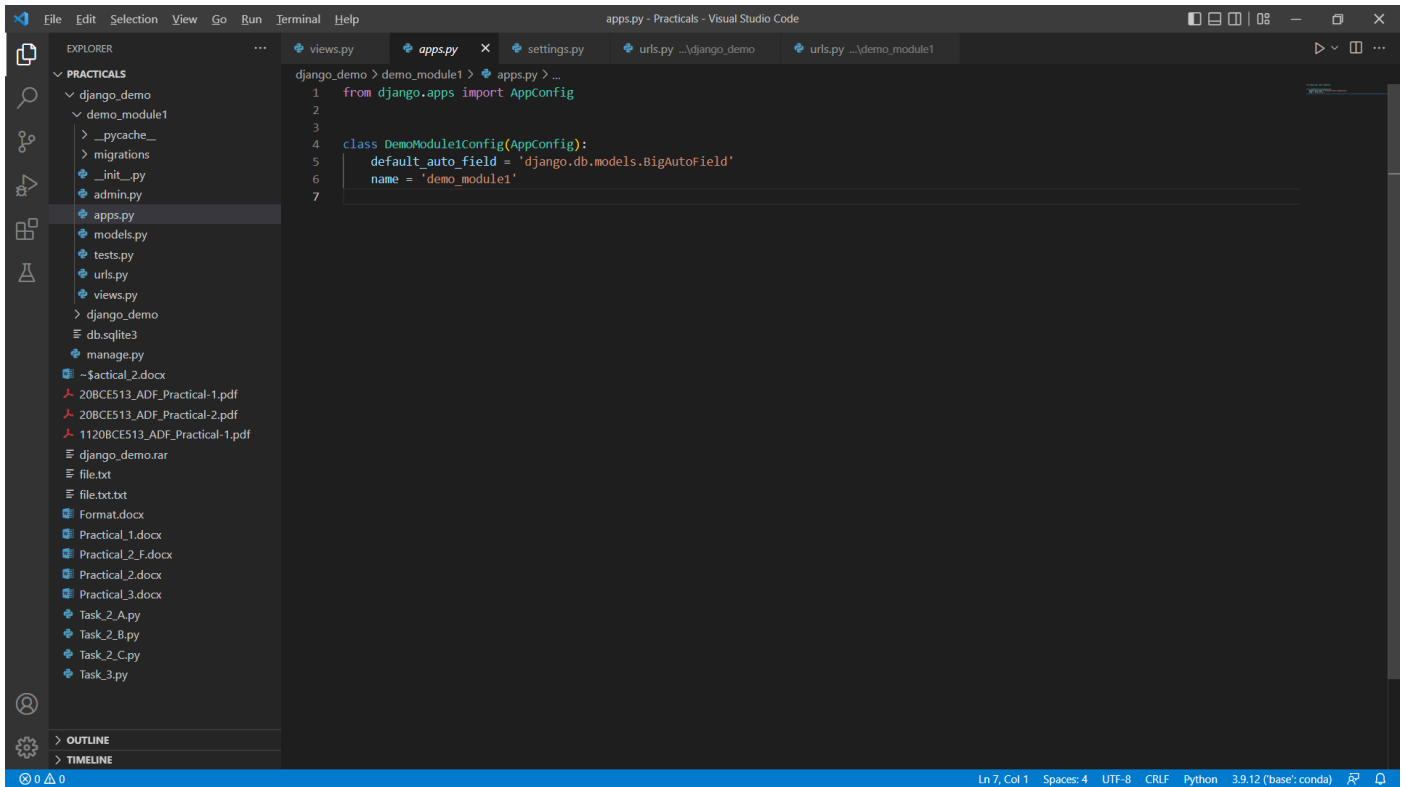 File Edit Selection View Go Run Terminal Help apps.py - Practicals - Visual Studio Code
EXPLORER
PRACTICALS
django_demo
demo_module1
__pycache__
migrations
__init__.py
admin.py
apps.py
models.py
tests.py
urls.py
views.py
django_demo
db.sqlite3
manage.py
~$actical_2.docx
20BCE513_ADF_Practical-1.pdf
20BCE513_ADF_Practical-2.pdf
1120BCE513_ADF_Practical-1.pdf
django_demo.rar
file.txt
file.txt.txt
Format.docx
Practical_1.docx
Practical_2_F.docx
Practical_2.docx
Practical_3.docx
Task_2_A.py
Task_2_B.py
Task_2_C.py
Task_3.py
OUTLINE
TIMELINE
views.py apps.py settings.py urls.py ...\django_demo urls.py ...\demo_module1
django_demo > demo_module1 > apps.py > ...
1 from django.apps import AppConfig
2
3
4 class DemoModule1Config(AppConfig):
5 default_auto_field = 'django.db.models.BigAutoField'
6 name = 'demo_module1'
7
0 0 Ln 7, Col 1 Spaces: 4 UTF-8 CRLF Python 3.9.12 ('base': conda)